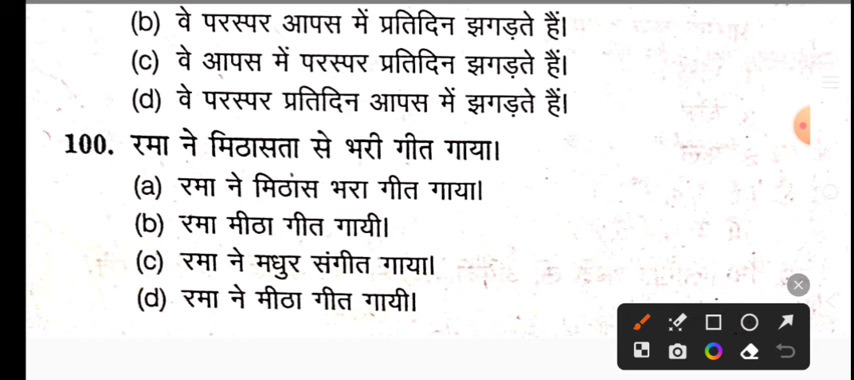 (b) वे परस्पर आपस में प्रतिदिन झगड़ते हैं।
(c) वे आपस में परस्पर प्रतिदिन झगड़ते हैं।
(d) वे परस्पर प्रतिदिन आपस में झगड़ते हैं।
100. रमा ने मिठासता से भरी गीत गाया।
(a) रमा ने मिठांस भरा गीत गाया।
(b) रमा मीठा गीत गायी।
(c) रमा ने मधुर संगीत गाया।
(d) रमा ने मीठा गीत गायी।